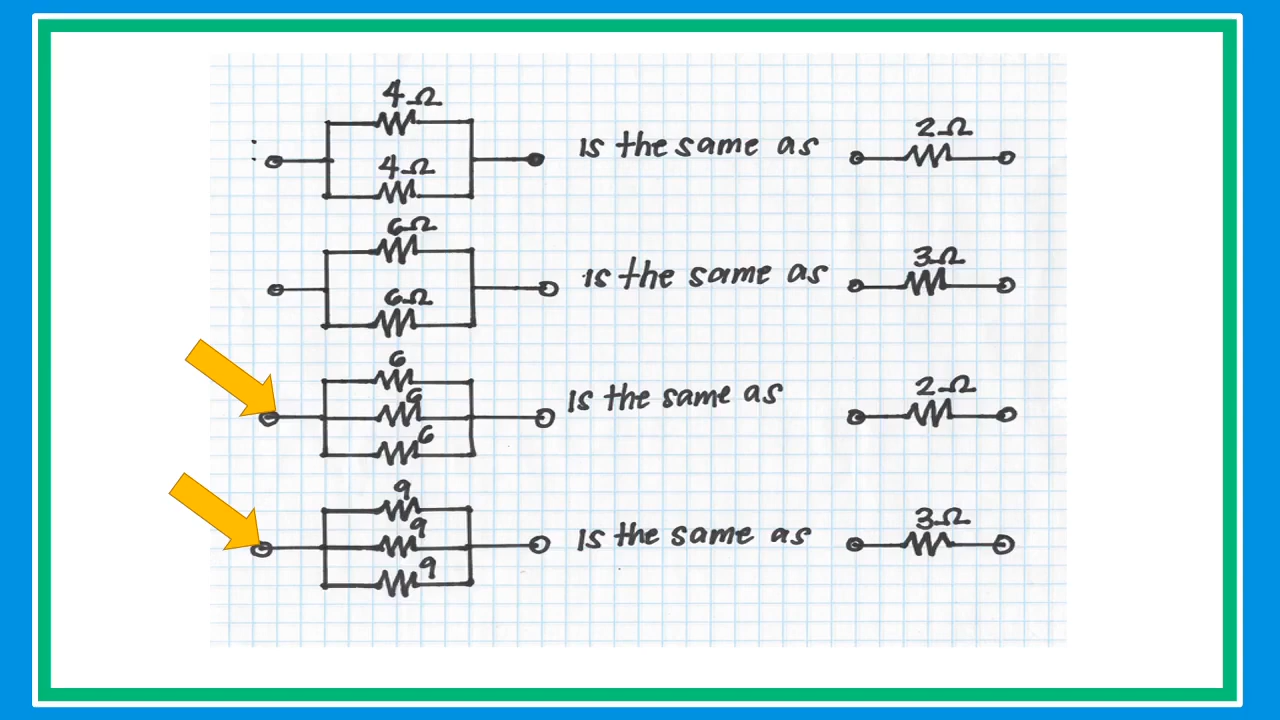 4Ω
4Ω
is the same as
2Ω
6Ω
6Ω
is the same as
3Ω
6
9
6
is the same as
2Ω
9
9
9
is the same as
3Ω